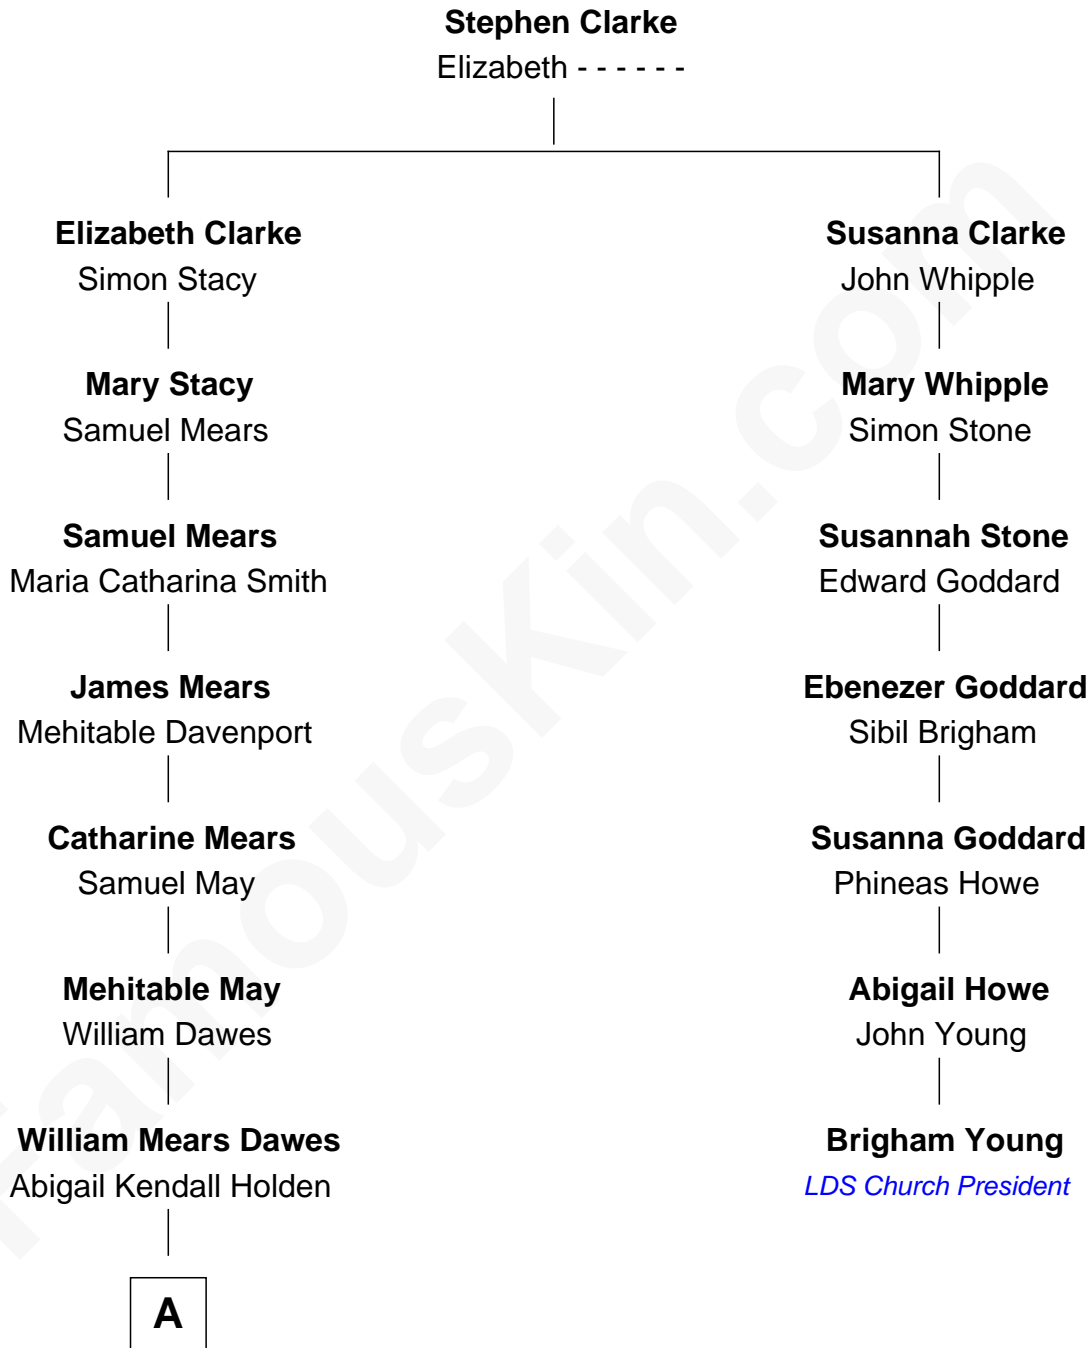 Stephen Clarke
Elizabeth - - - - - -
Elizabeth Clarke
Simon Stacy
Susanna Clarke
John Whipple
Mary Stacy
Samuel Mears
Mary Whipple
Simon Stone
Samuel Mears
Maria Catharina Smith
Susannah Stone
Edward Goddard
James Mears
Mehitable Davenport
Ebenezer Goddard
Sibil Brigham
Catharine Mears
Samuel May
Susanna Goddard
Phineas Howe
Mehitable May
William Dawes
Abigail Howe
John Young
William Mears Dawes
Abigail Kendall Holden
Brigham Young
LDS Church President
A
FamousKin.com